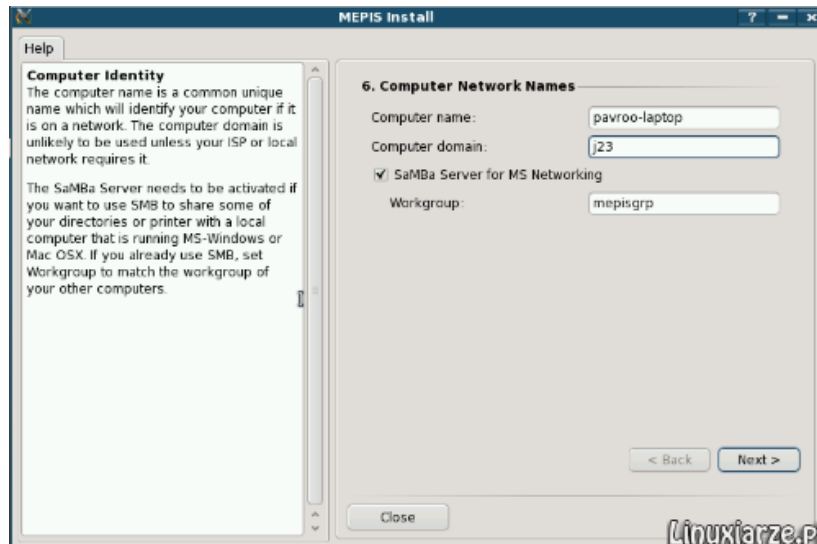 MEPIS Install
Help
Computer Identity
The computer name is a common unique
name which will identify your computer if it
is on a network. The computer domain is
unlikely to be used unless your ISP or local
network requires it.
The SaMBa Server needs to be activated if
you want to use SMB to share some of
your directories or printer with a local
computer that is running MS-Windows or
Mac OSX. If you already use SMB, set
Workgroup to match the workgroup of
your other computers.
6. Computer Network Names
Computer name: pavroo-laptop
Computer domain: j23
SaMBa Server for MS Networking
Workgroup: mepisgrp
< Back Next >
Close
Linuxiarze.p